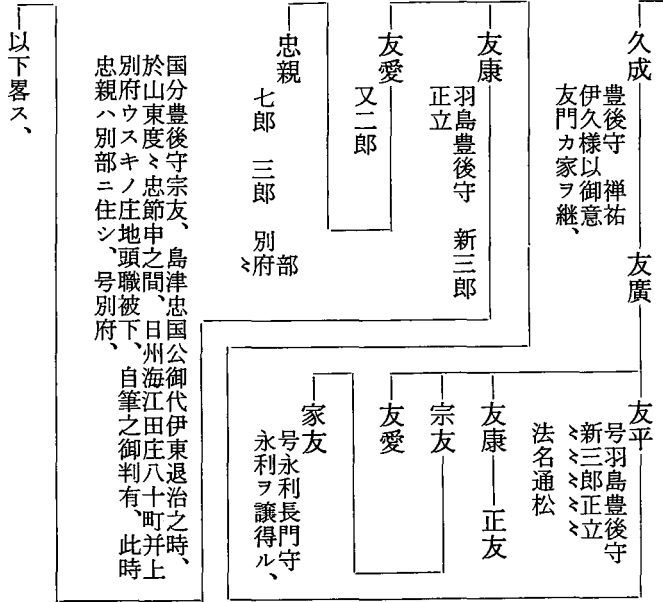 久成
豊後守　禅祐
伊久様以御意
友門カ家ヲ継、
友廣
友平
号羽島豊後守
新三郎正立
法名通松
友康
正友
宗友
友愛
家友
号永利長門守
永利ヲ譲得ル、
友康
羽島豊後守　新三郎
正立
友愛
又二郎
忠親
七郎　三郎　別府
部
国分豊後守宗友、島津忠国公御代伊東退治之時、
於山東度〻忠節申之間、日州海江田庄八十町并上
別府ウスキノ庄地頭職被下、自筆之御判有、此時
忠親ハ別部ニ住シ、号別府、
以下畧ス、